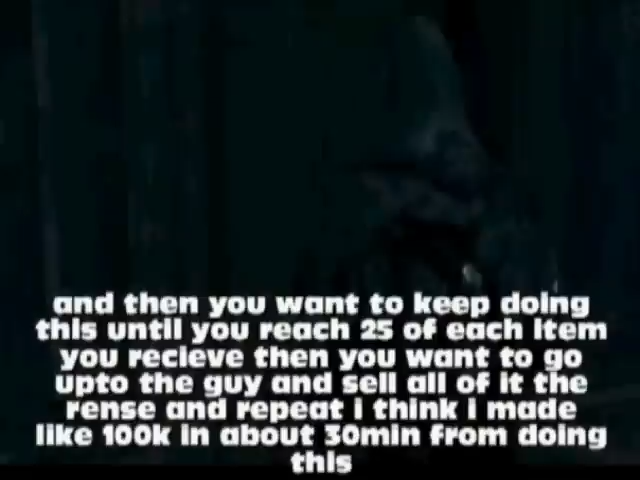 and then you want to keep doing
this until you reach 25 of each item
you recieve then you want to go
upto the guy and sell all of it the
rense and repeat i think i made
like 100k in about 30min from doing
this